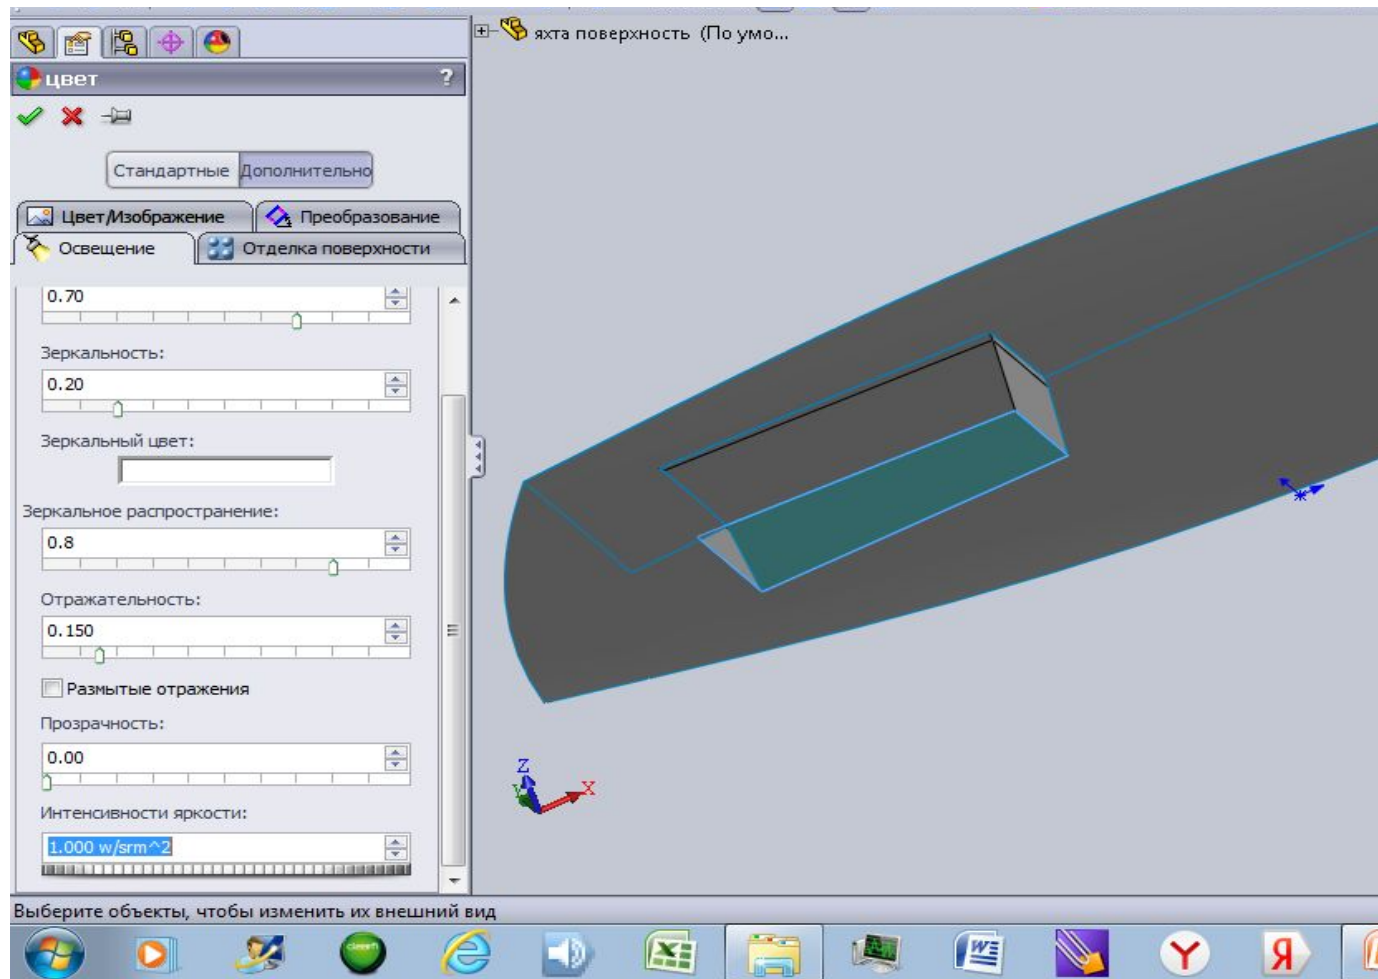 яхта поверхность (По умо...
цвет
?
Стандартные Дополнительно
Цвет/Изображение Преобразование
Освещение Отделка поверхности
0.70
Зеркальность:
0.20
Зеркальный цвет:
Зеркальное распространение:
0.8
Отражательность:
0.150
Размытые отражения
Прозрачность:
0.00
Интенсивности яркости:
1.000 w/srm^2
Z
Y
X
Выберите объекты, чтобы изменить их внешний вид
Y
Я